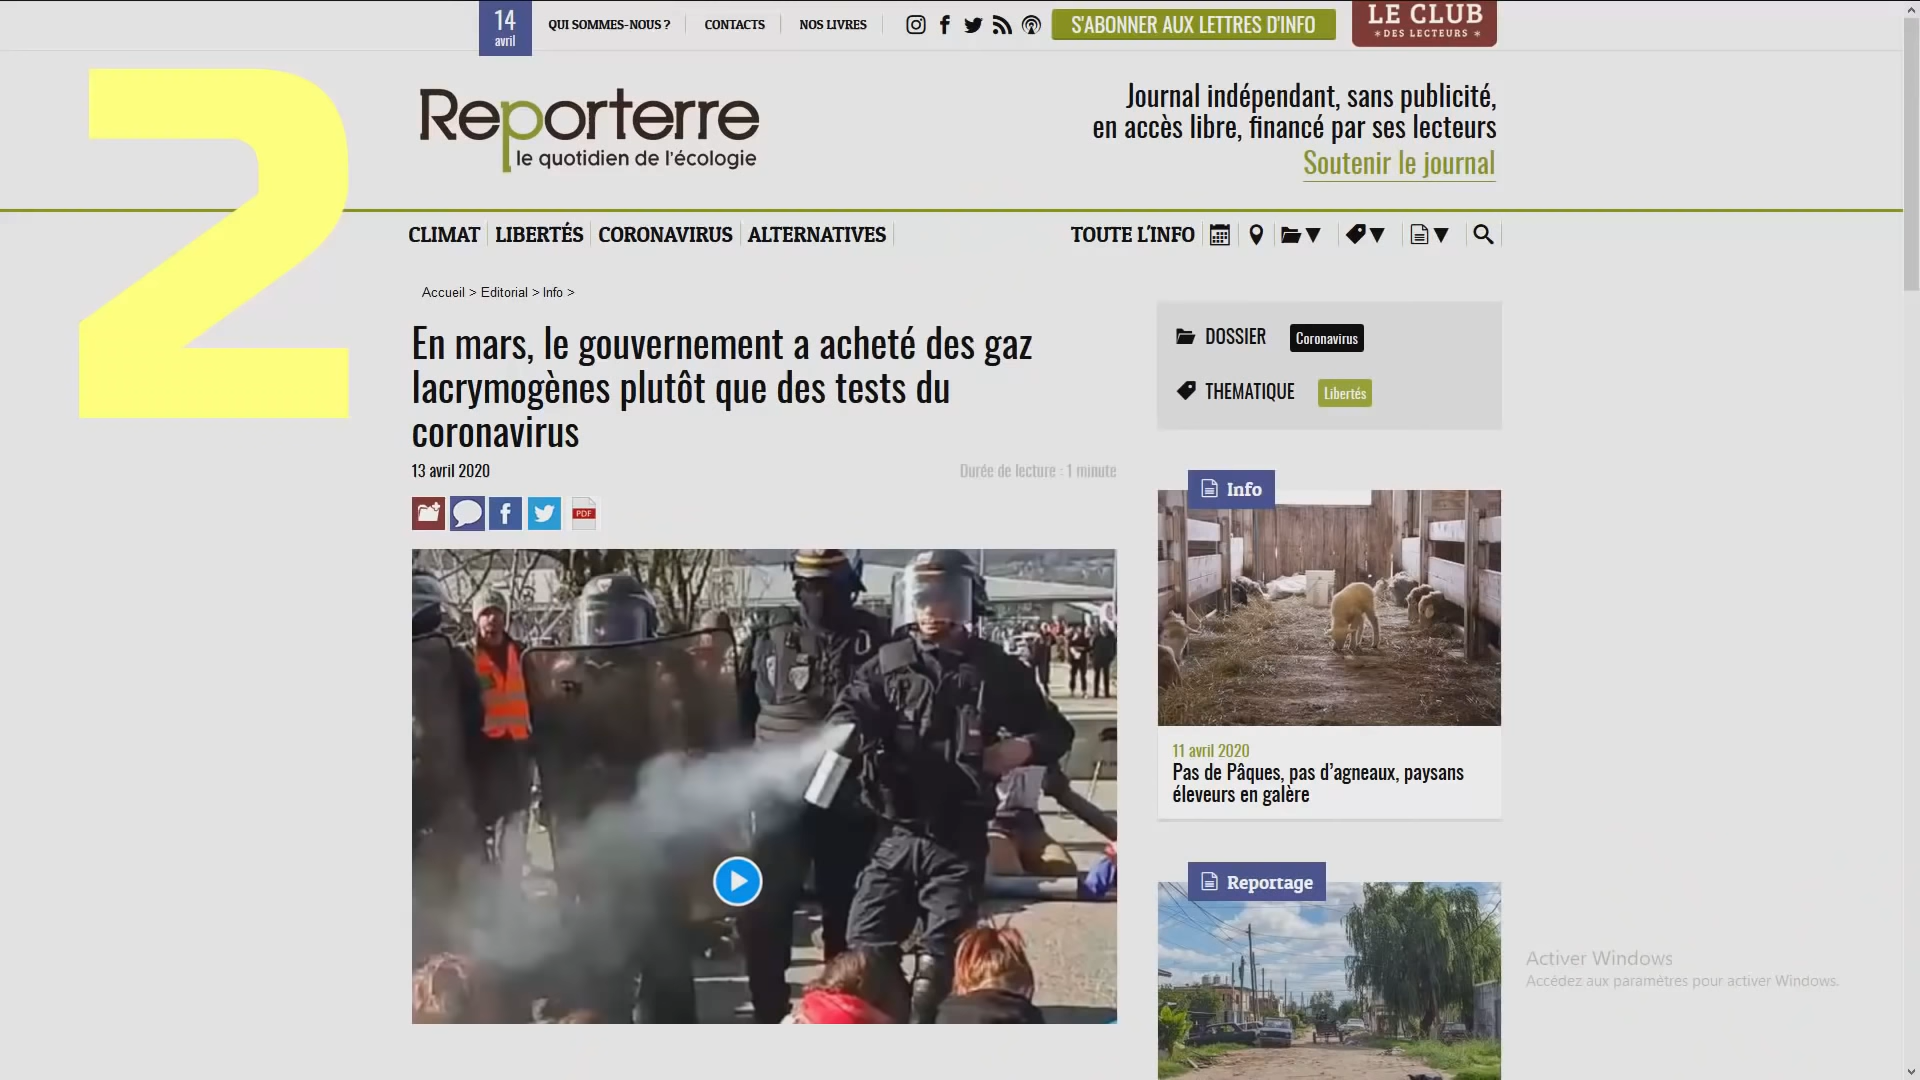 14
avril
QUI SOMMES-NOUS ?
CONTACTS
NOS LIVRES
S'ABONNER AUX LETTRES D'INFO
LE CLUB
*DES LECTEURS *
2
Reporterre
le quotidien de l'écologie
Journal indépendant, sans publicité,
en accès libre, financé par ses lecteurs
Soutenir le journal
CLIMAT
LIBERTÉS
CORONAVIRUS
ALTERNATIVES
TOUTE L'INFO
Accueil > Editorial > Info >
En mars, le gouvernement a acheté des gaz
lacrymogènes plutôt que des tests du
coronavirus
13 avril 2020
Durée de lecture : 1 minute
PDF
DOSSIER
Coronavirus
THEMATIQUE
Libertés
Info
11 avril 2020
Pas de Pâques, pas d’agneaux, paysans
éleveurs en galère
Reportage
Activer Windows
Accédez aux paramètres pour activer Windows.